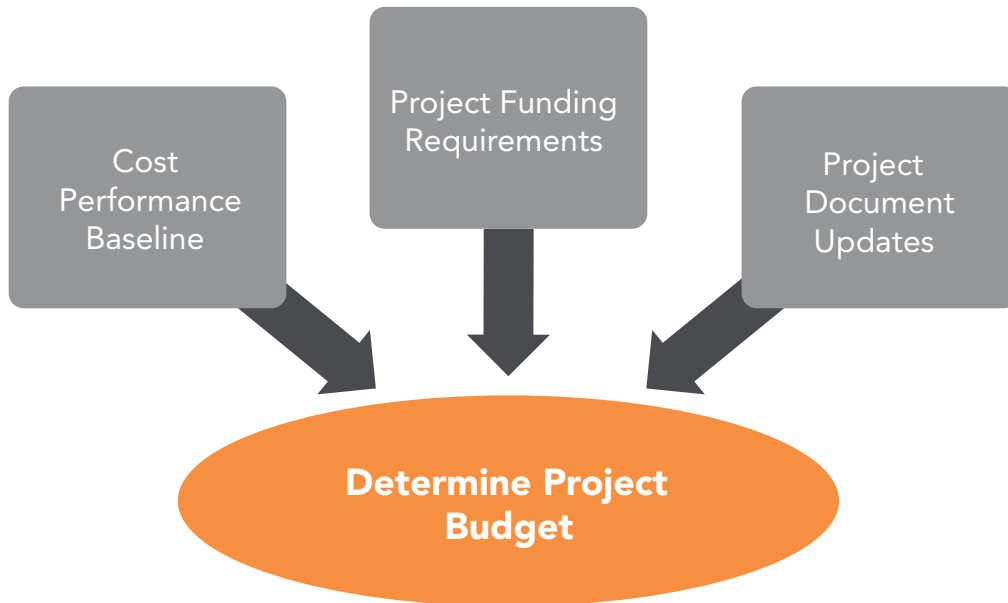 Cost
Performance
Baseline
Project Funding
Requirements
Project
Document
Updates
Determine Project
Budget